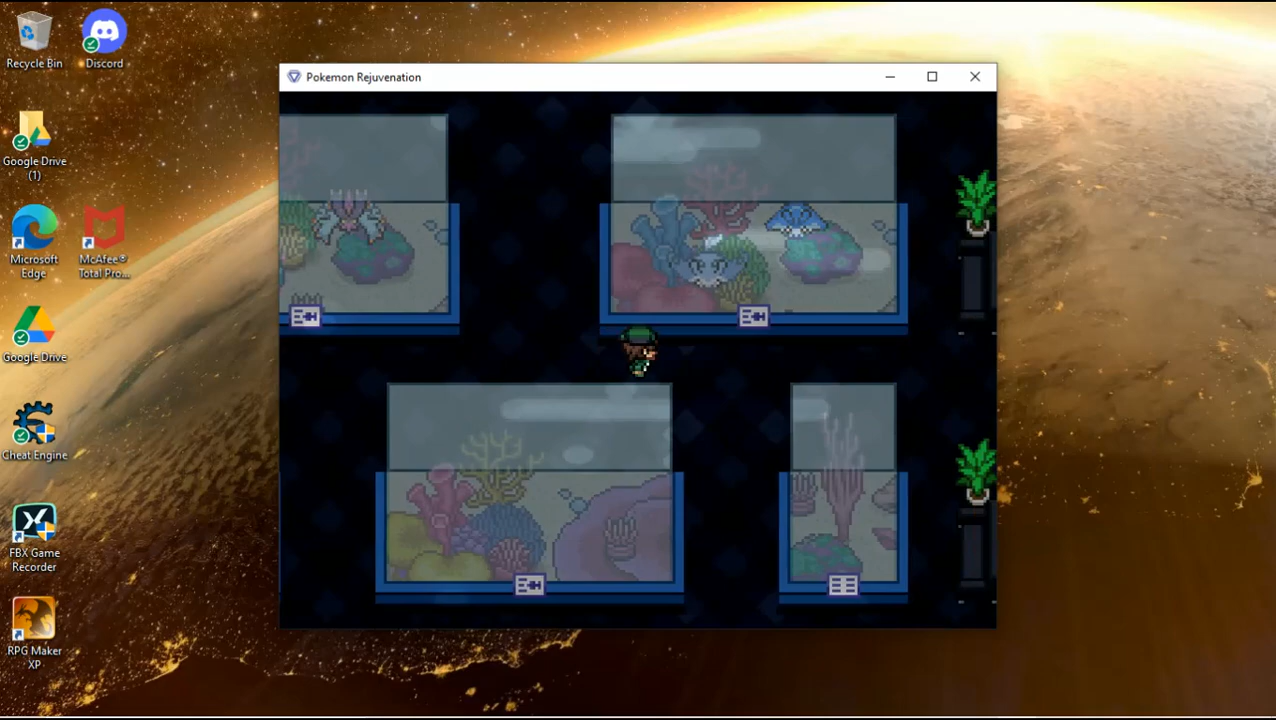 Recycle Bin
Discord
Pokemon Rejuvenation
Google Drive
(1)
Microsoft
Edge
McAfee®
Total Pro...
Google Drive
Cheat Engine
FBX Game
Recorder
RPG Maker
XP